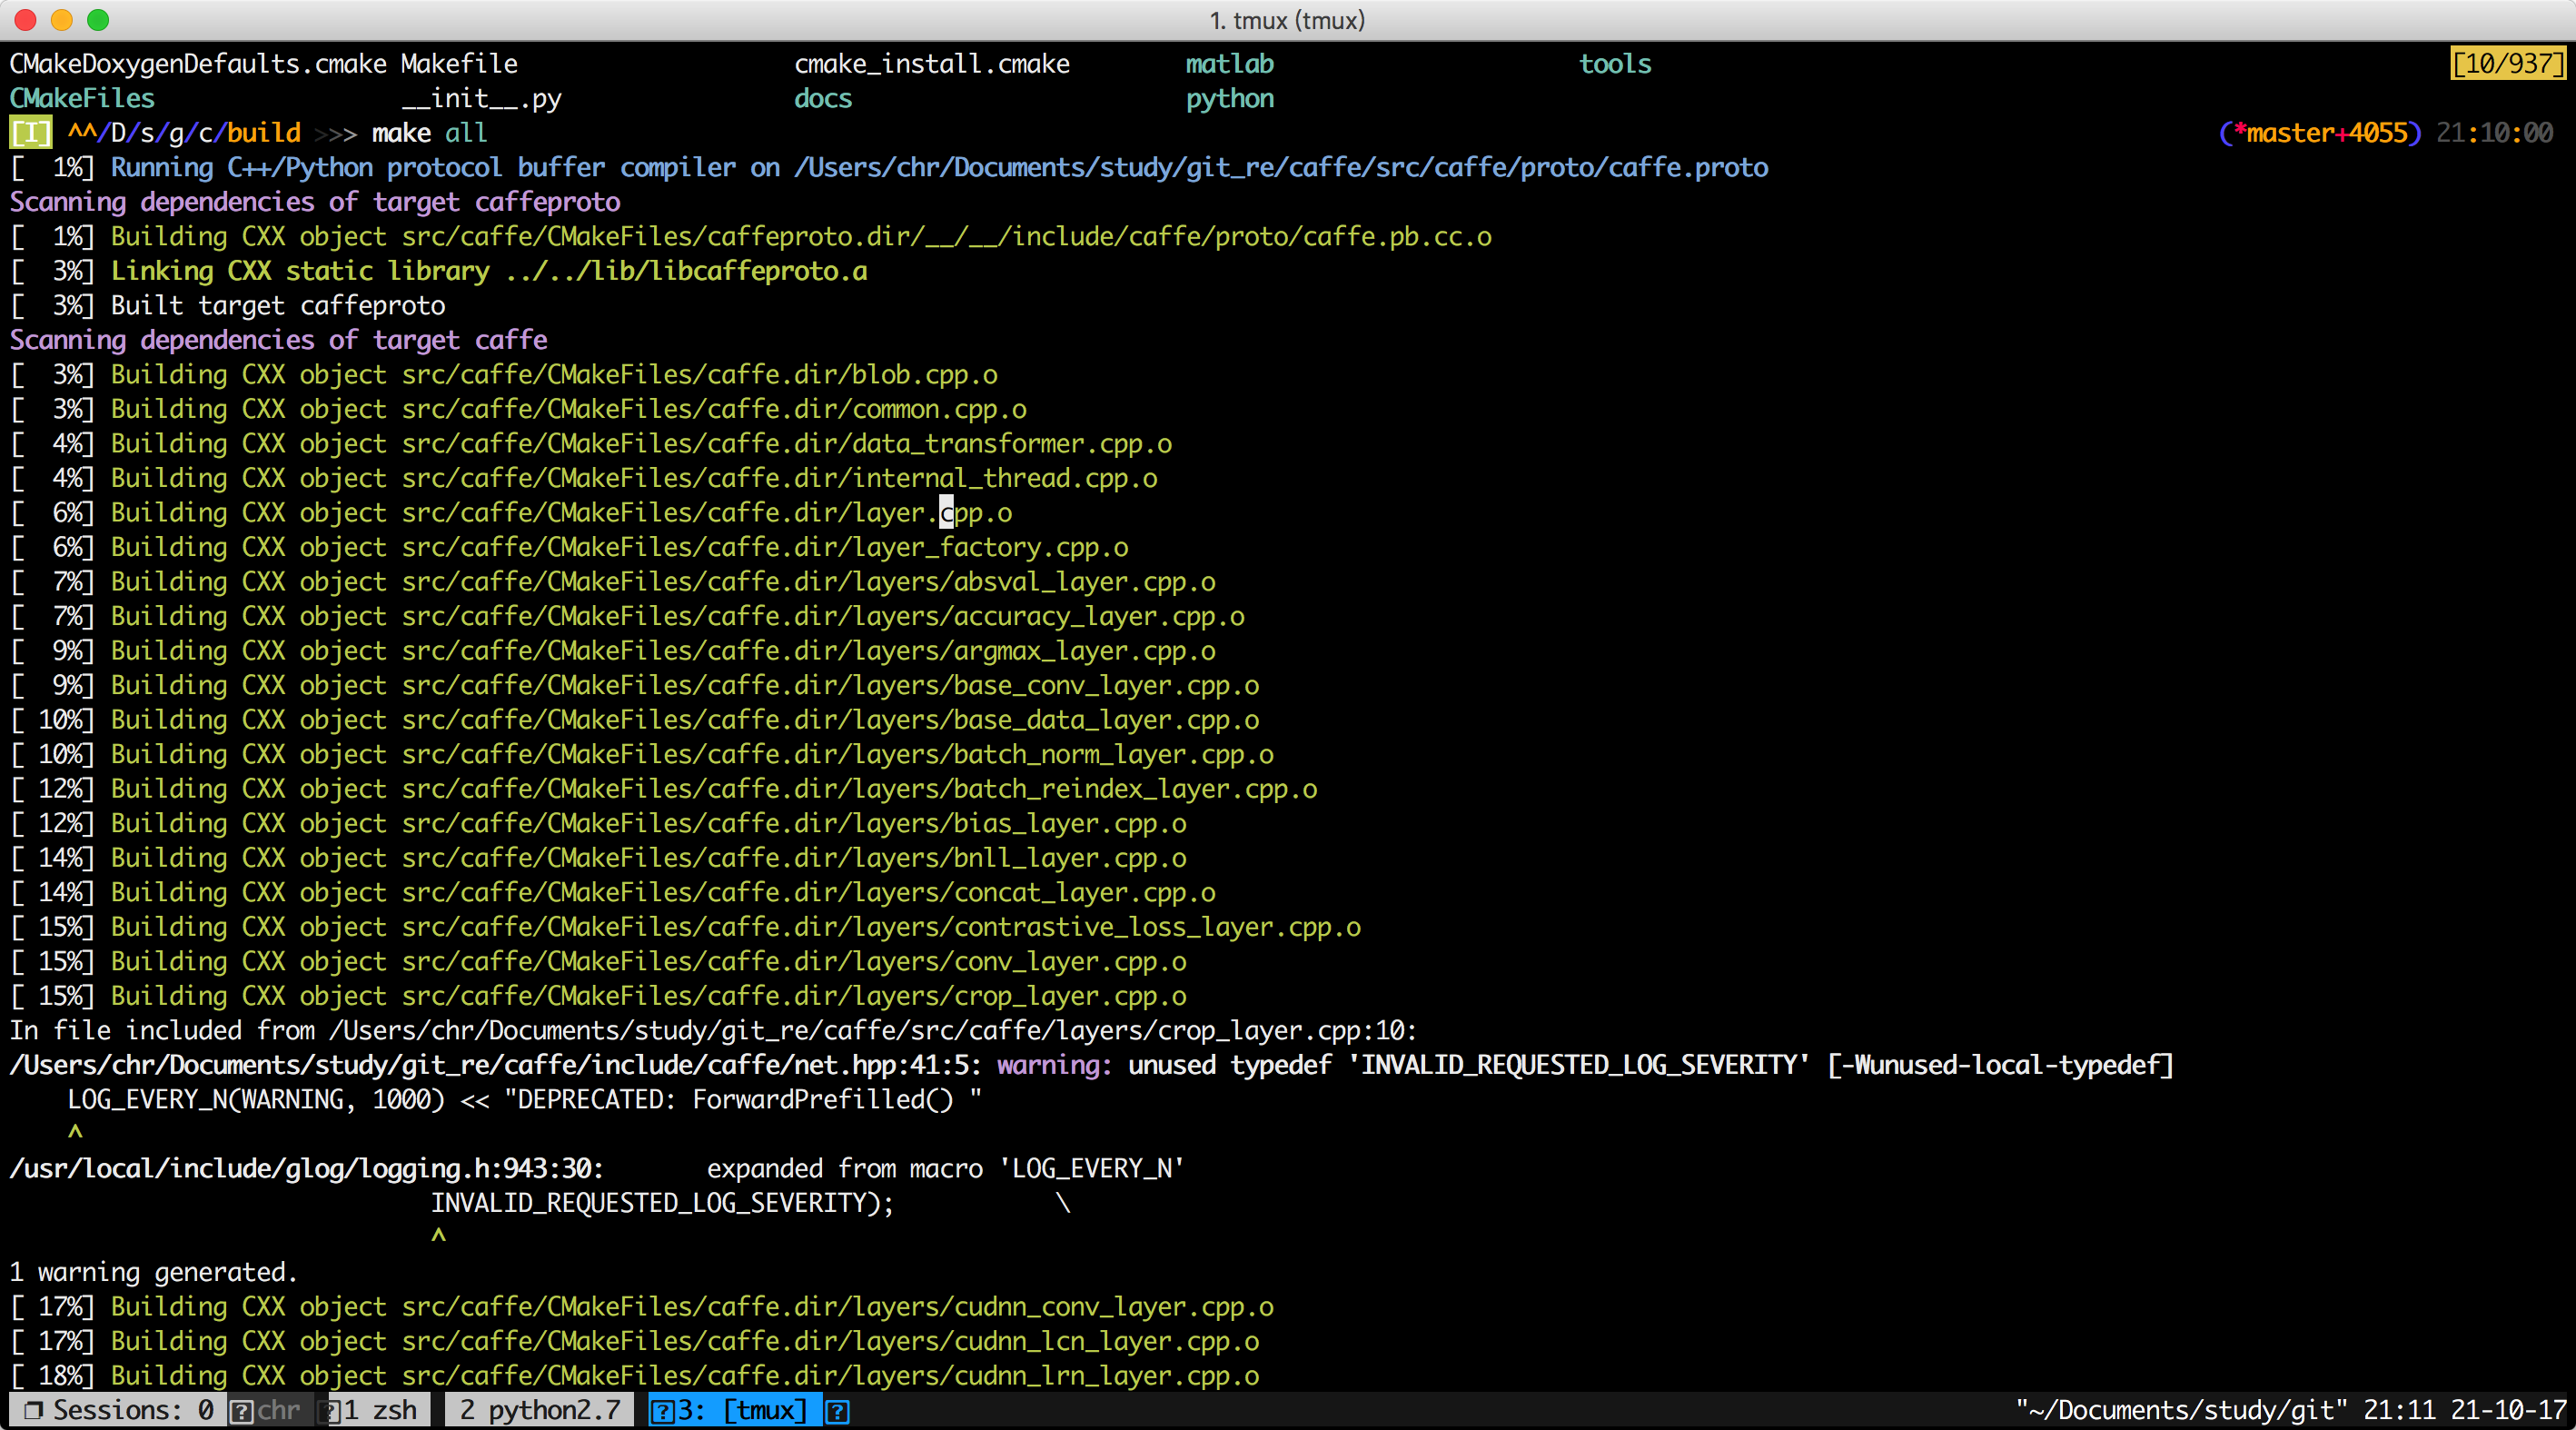 1. tmux (tmux)
CMakeDoxygenDefaults.cmake Makefile cmake_install.cmake matlab tools [10/937]
CMakeFiles __init__.py docs python
[I] ^^/D/s/g/c/build >>> make all (*master+4055) 21:10:00
[  1%] Running C++/Python protocol buffer compiler on /Users/chr/Documents/study/git_re/caffe/src/caffe/proto/caffe.proto
Scanning dependencies of target caffeproto
[  1%] Building CXX object src/caffe/CMakeFiles/caffeproto.dir/__/__/include/caffe/proto/caffe.pb.cc.o
[  3%] Linking CXX static library ../../lib/libcaffeproto.a
[  3%] Built target caffeproto
Scanning dependencies of target caffe
[  3%] Building CXX object src/caffe/CMakeFiles/caffe.dir/blob.cpp.o
[  3%] Building CXX object src/caffe/CMakeFiles/caffe.dir/common.cpp.o
[  4%] Building CXX object src/caffe/CMakeFiles/caffe.dir/data_transformer.cpp.o
[  4%] Building CXX object src/caffe/CMakeFiles/caffe.dir/internal_thread.cpp.o
[  6%] Building CXX object src/caffe/CMakeFiles/caffe.dir/layer.cpp.o
[  6%] Building CXX object src/caffe/CMakeFiles/caffe.dir/layer_factory.cpp.o
[  7%] Building CXX object src/caffe/CMakeFiles/caffe.dir/layers/absval_layer.cpp.o
[  7%] Building CXX object src/caffe/CMakeFiles/caffe.dir/layers/accuracy_layer.cpp.o
[  9%] Building CXX object src/caffe/CMakeFiles/caffe.dir/layers/argmax_layer.cpp.o
[  9%] Building CXX object src/caffe/CMakeFiles/caffe.dir/layers/base_conv_layer.cpp.o
[ 10%] Building CXX object src/caffe/CMakeFiles/caffe.dir/layers/base_data_layer.cpp.o
[ 10%] Building CXX object src/caffe/CMakeFiles/caffe.dir/layers/batch_norm_layer.cpp.o
[ 12%] Building CXX object src/caffe/CMakeFiles/caffe.dir/layers/batch_reindex_layer.cpp.o
[ 12%] Building CXX object src/caffe/CMakeFiles/caffe.dir/layers/bias_layer.cpp.o
[ 14%] Building CXX object src/caffe/CMakeFiles/caffe.dir/layers/bnll_layer.cpp.o
[ 14%] Building CXX object src/caffe/CMakeFiles/caffe.dir/layers/concat_layer.cpp.o
[ 15%] Building CXX object src/caffe/CMakeFiles/caffe.dir/layers/contrastive_loss_layer.cpp.o
[ 15%] Building CXX object src/caffe/CMakeFiles/caffe.dir/layers/conv_layer.cpp.o
[ 15%] Building CXX object src/caffe/CMakeFiles/caffe.dir/layers/crop_layer.cpp.o
In file included from /Users/chr/Documents/study/git_re/caffe/src/caffe/layers/crop_layer.cpp:10:
/Users/chr/Documents/study/git_re/caffe/include/caffe/net.hpp:41:5: warning: unused typedef 'INVALID_REQUESTED_LOG_SEVERITY' [-Wunused-local-typedef]
    LOG_EVERY_N(WARNING, 1000) << "DEPRECATED: ForwardPrefilled() "
    ^
/usr/local/include/glog/logging.h:943:30:       expanded from macro 'LOG_EVERY_N'
                             INVALID_REQUESTED_LOG_SEVERITY);           \
                             ^
1 warning generated.
[ 17%] Building CXX object src/caffe/CMakeFiles/caffe.dir/layers/cudnn_conv_layer.cpp.o
[ 17%] Building CXX object src/caffe/CMakeFiles/caffe.dir/layers/cudnn_lcn_layer.cpp.o
[ 18%] Building CXX object src/caffe/CMakeFiles/caffe.dir/layers/cudnn_lrn_layer.cpp.o
❐ Sessions: 0 ?chr ?1 zsh 2 python2.7 ?3: [tmux] ? "~/Documents/study/git" 21:11 21-10-17